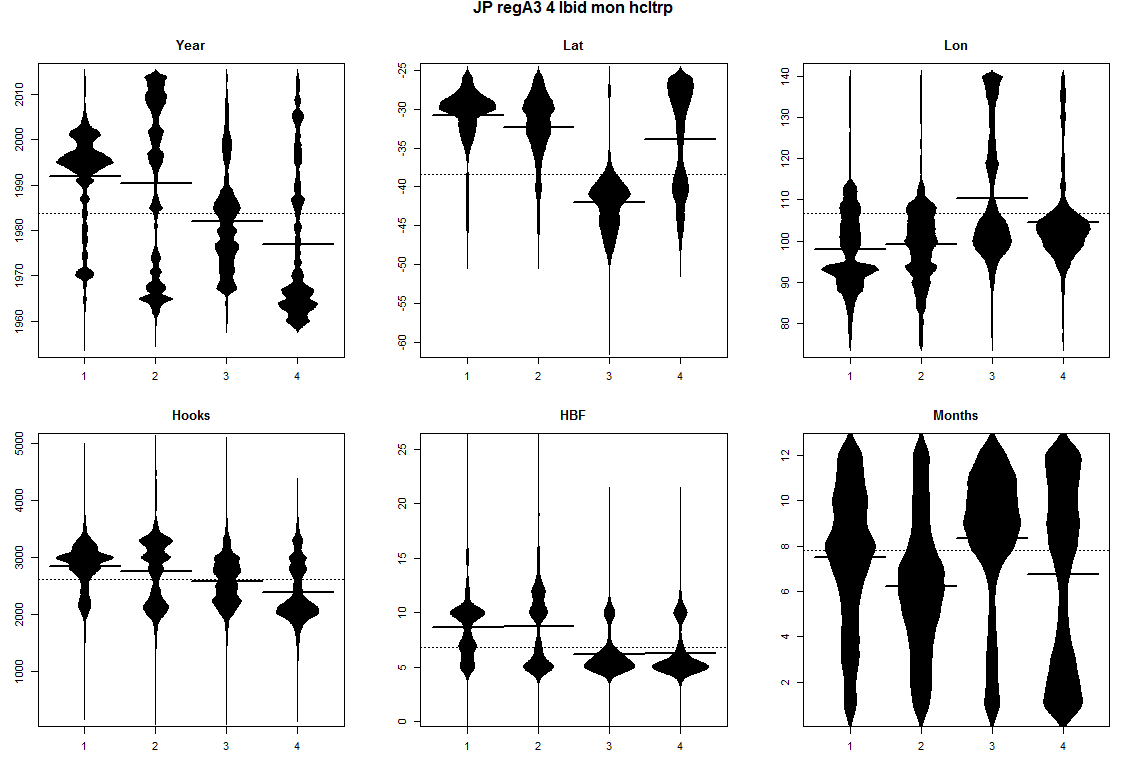 JP regA3 4 lbid mon hcltrp
Year
Lat
Lon
1960 1970 1980 1990 2000 2010
-60 -55 -50 -45 -40 -35 -30 -25
80 90 100 110 120 130 140
1 2 3 4
1 2 3 4
1 2 3 4
Hooks
HBF
Months
1000 2000 3000 4000 5000
0 5 10 15 20 25
2 4 6 8 10 12
1 2 3 4
1 2 3 4
1 2 3 4